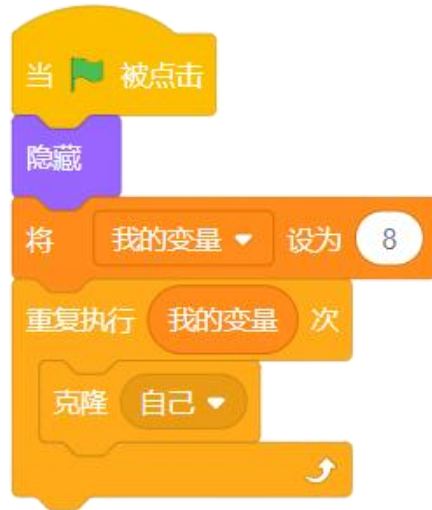 当 被点击
隐藏
将 我的变量 设为 8
重复执行 我的变量 次
克隆 自己